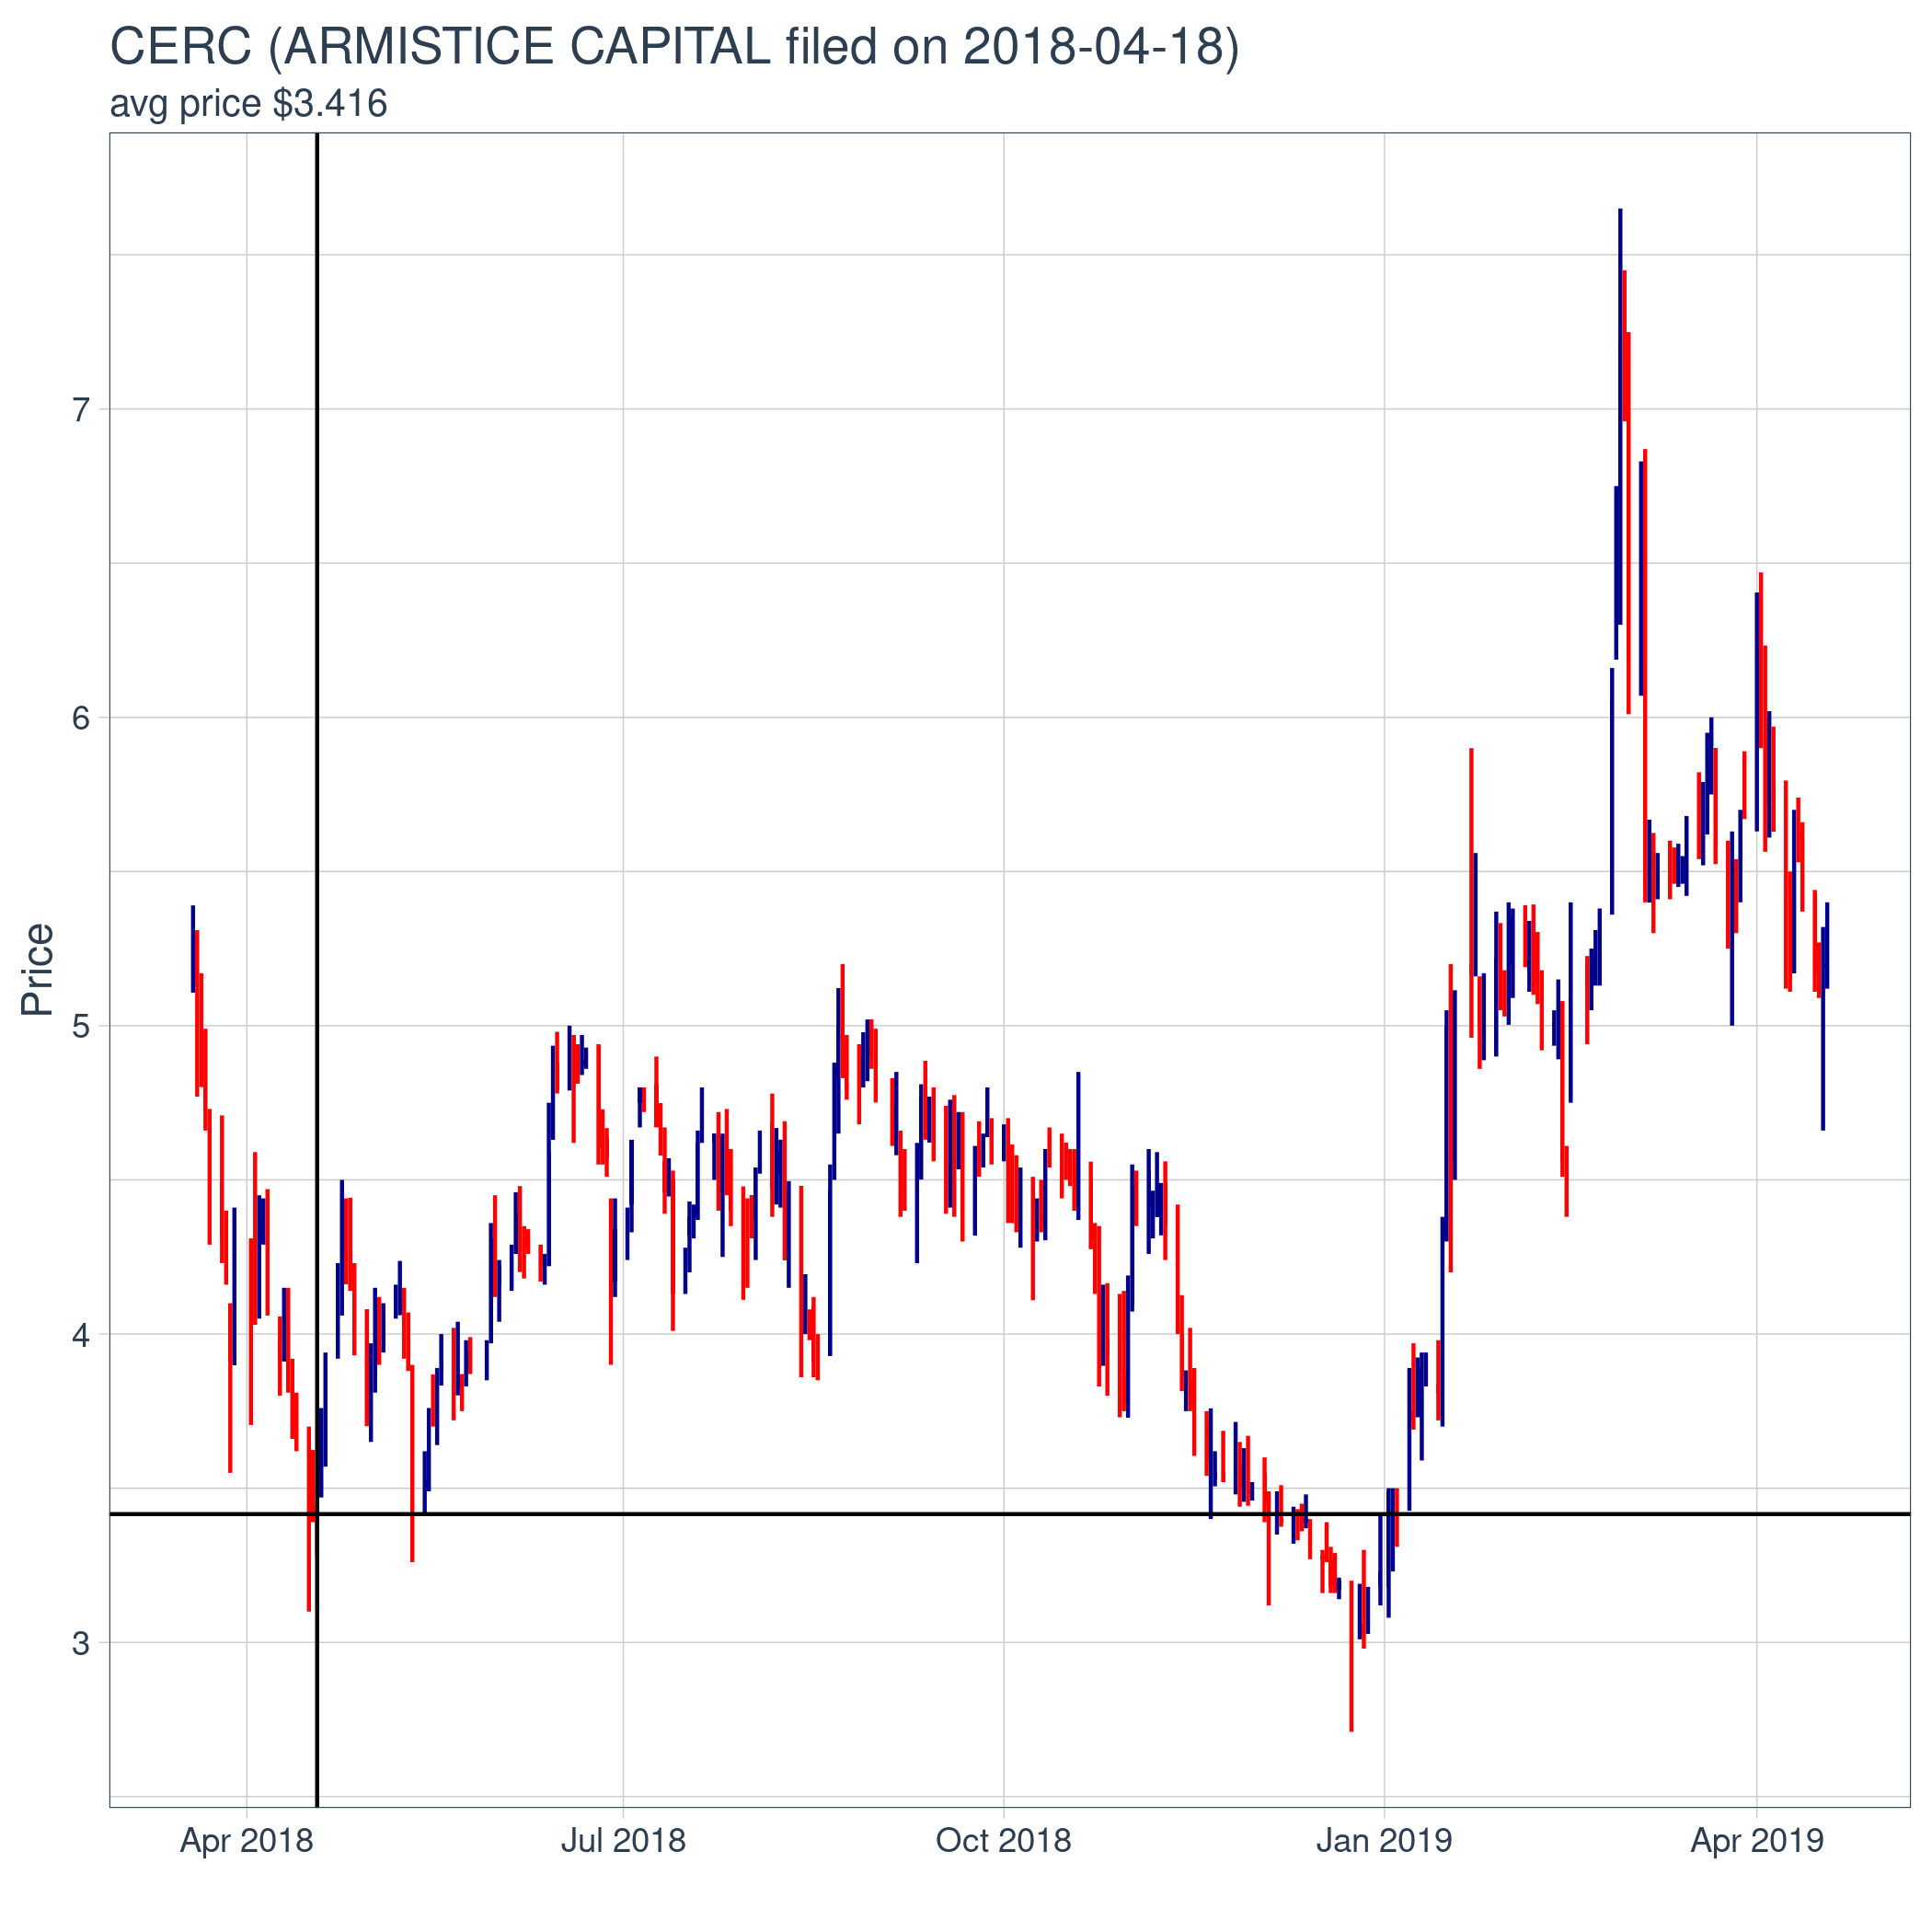 CERC (ARMISTICE CAPITAL filed on 2018-04-18)
avg price $3.416
Price
7
6
5
4
3
Apr 2018
Jul 2018
Oct 2018
Jan 2019
Apr 2019